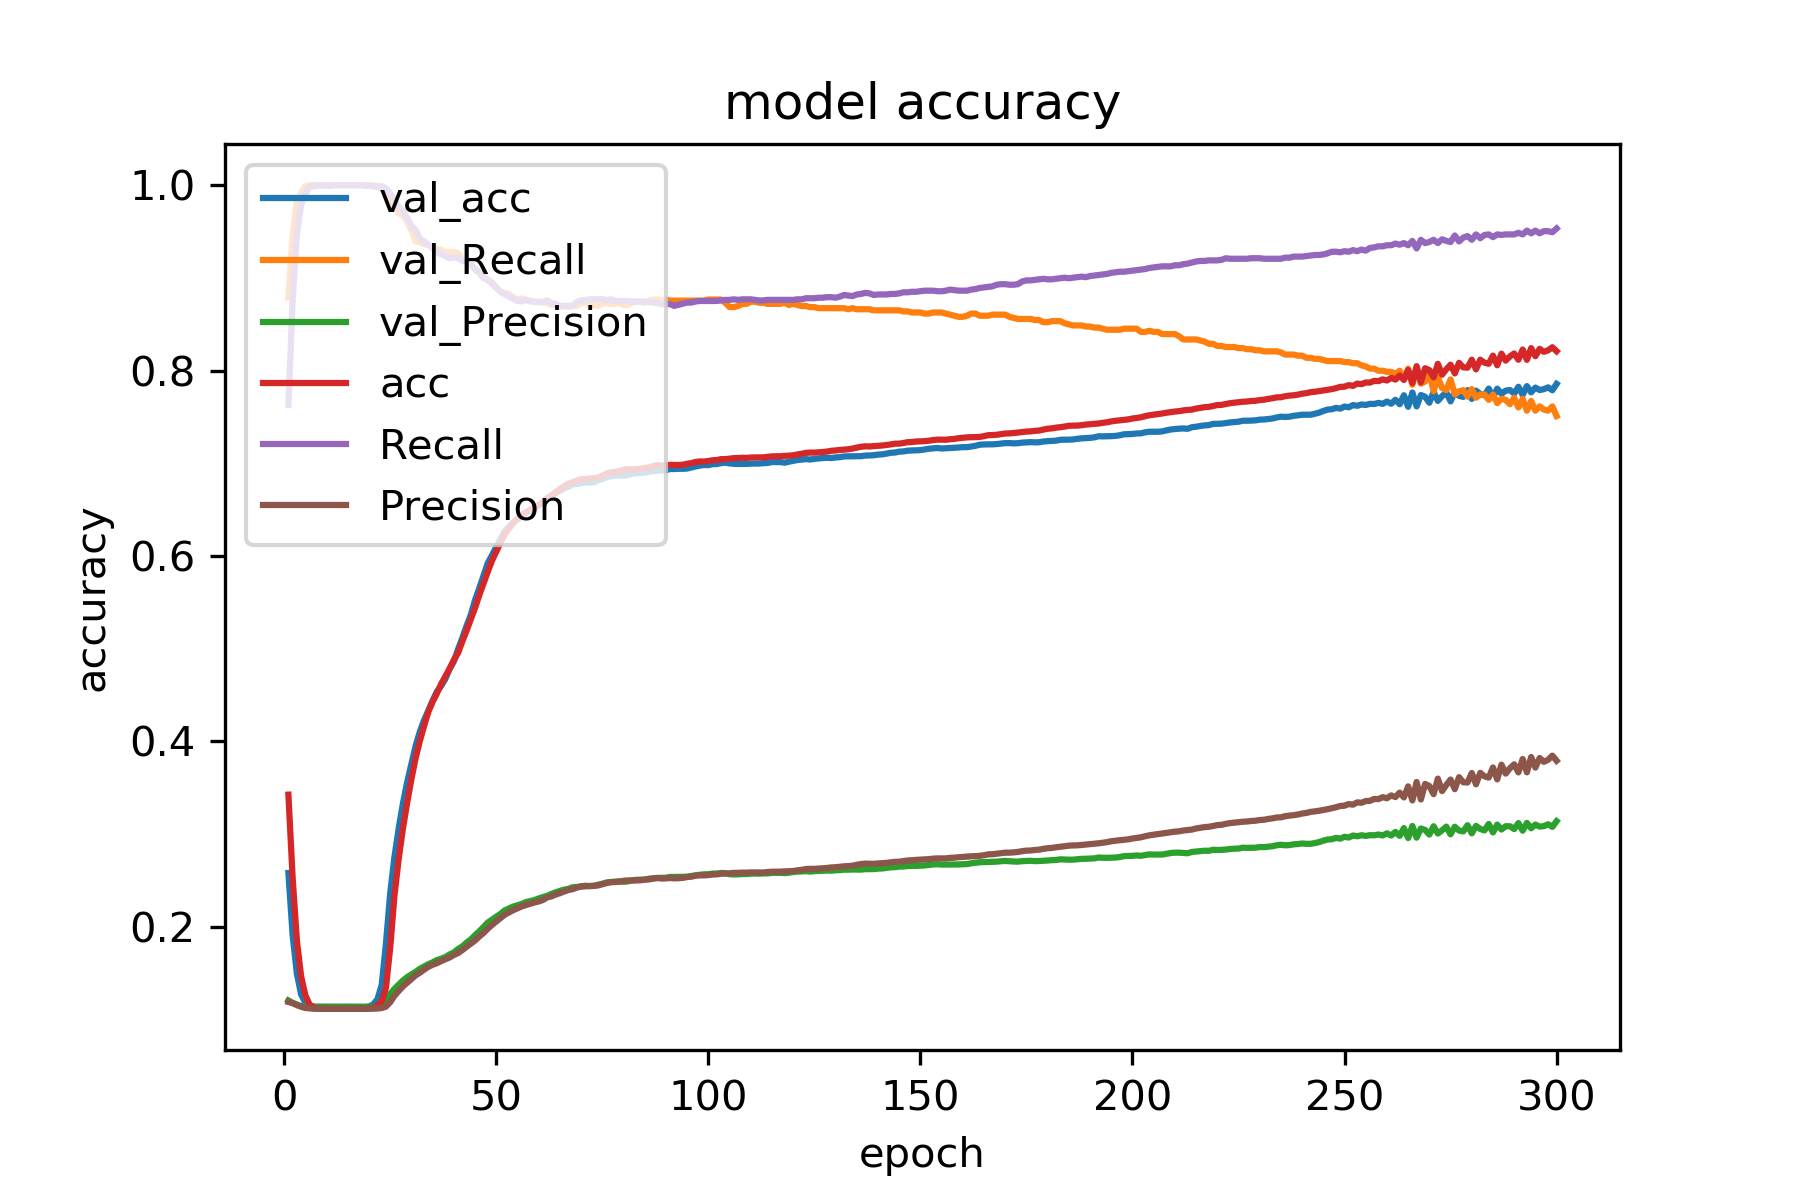 model accuracy
val_acc
val_Recall
val_Precision
acc
Recall
Precision
accuracy
1.0
0.8
0.6
0.4
0.2
0 50 100 150 200 250 300
epoch